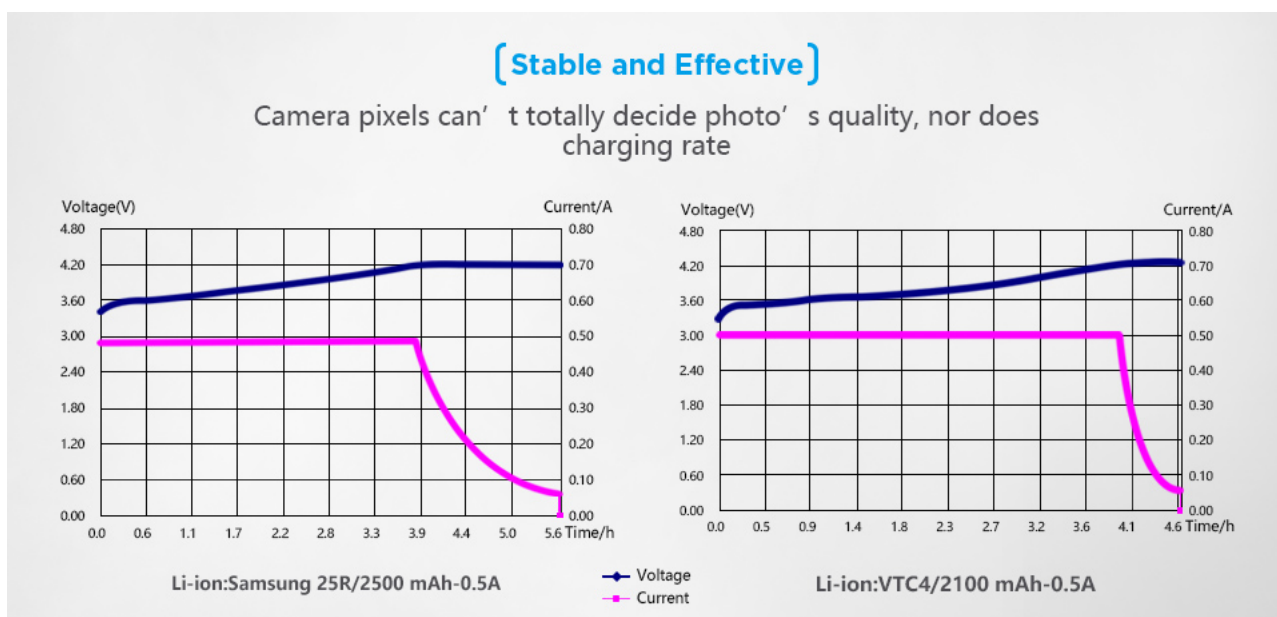 [Stable and Effective]
Camera pixels can't totally decide photo's quality, nor does
charging rate
Voltage(V)
Current/A
4.80
4.20
3.60
3.00
2.40
1.80
1.20
0.60
0.00
0.80
0.70
0.60
0.50
0.40
0.30
0.20
0.10
0.00
0.0 0.6 1.1 1.7 2.2 2.8 3.3 3.9 4.4 5.0 5.6 Time/h
Li-ion:Samsung 25R/2500 mAh-0.5A
Voltage(V)
Current/A
4.80
4.20
3.60
3.00
2.40
1.80
1.20
0.60
0.00
0.80
0.70
0.60
0.50
0.40
0.30
0.20
0.10
0.00
0.0 0.5 0.9 1.4 1.8 2.3 2.7 3.2 3.6 4.1 4.6 Time/h
Li-ion:VTC4/2100 mAh-0.5A
Voltage
Current